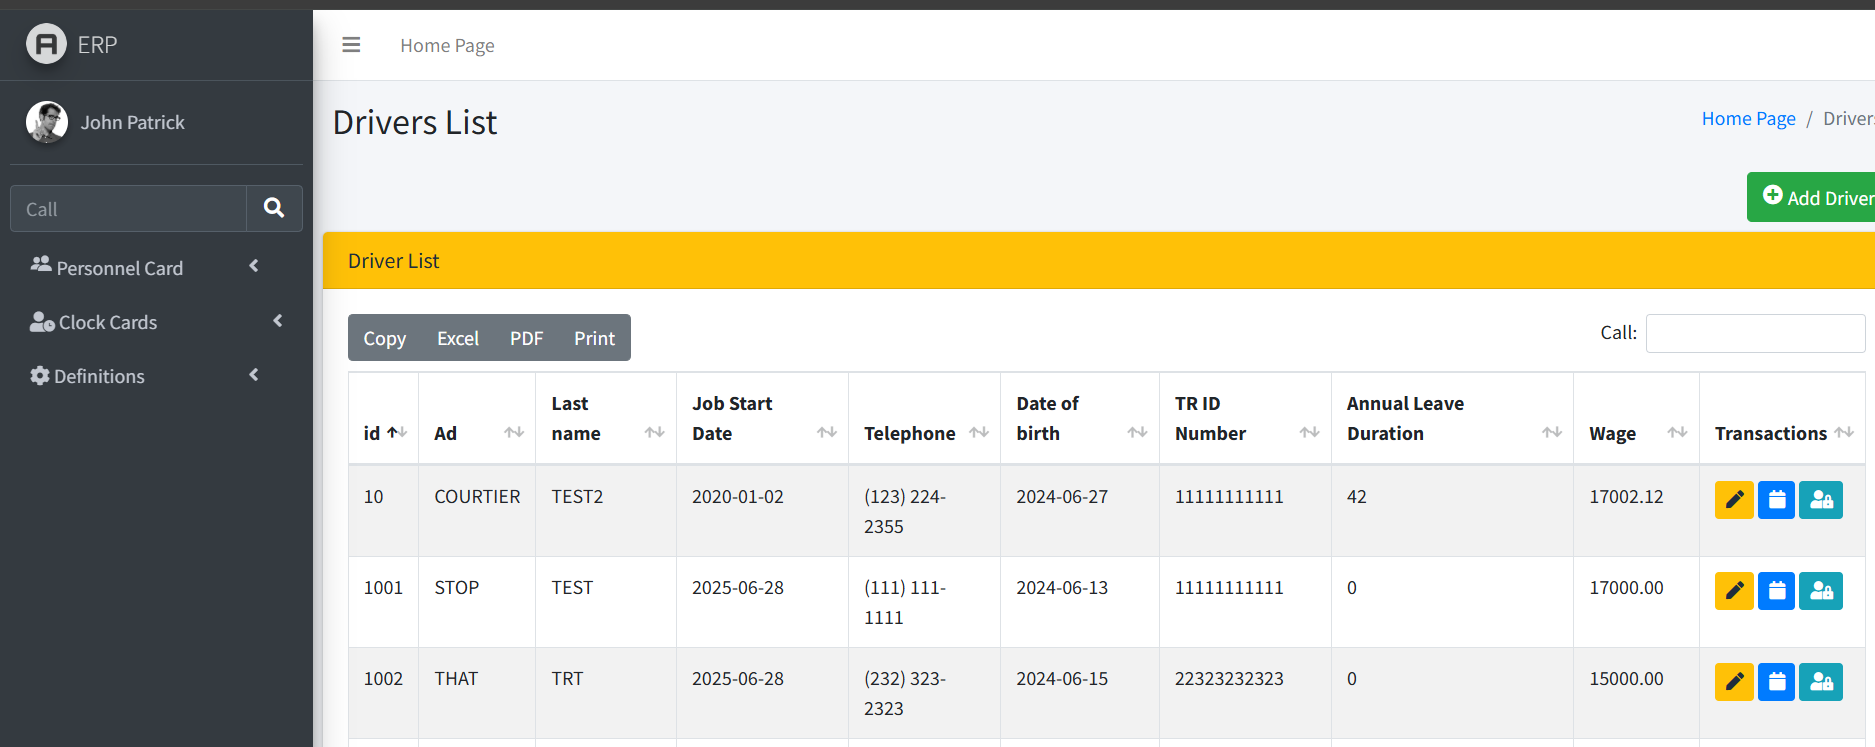 ERP
Home Page
John Patrick
Drivers List
Home Page / Drivers
Call
Add Driver
Personnel Card
Driver List
Clock Cards
Copy Excel PDF Print
Call:
Definitions
id Ad Last name Job Start Date Telephone Date of birth TR ID Number Annual Leave Duration Wage Transactions
10 COURTIER TEST2 2020-01-02 (123) 224-2355 2024-06-27 11111111111 42 17002.12
1001 STOP TEST 2025-06-28 (111) 111-1111 2024-06-13 11111111111 0 17000.00
1002 THAT TRT 2025-06-28 (232) 323-2323 2024-06-15 22323232323 0 15000.00